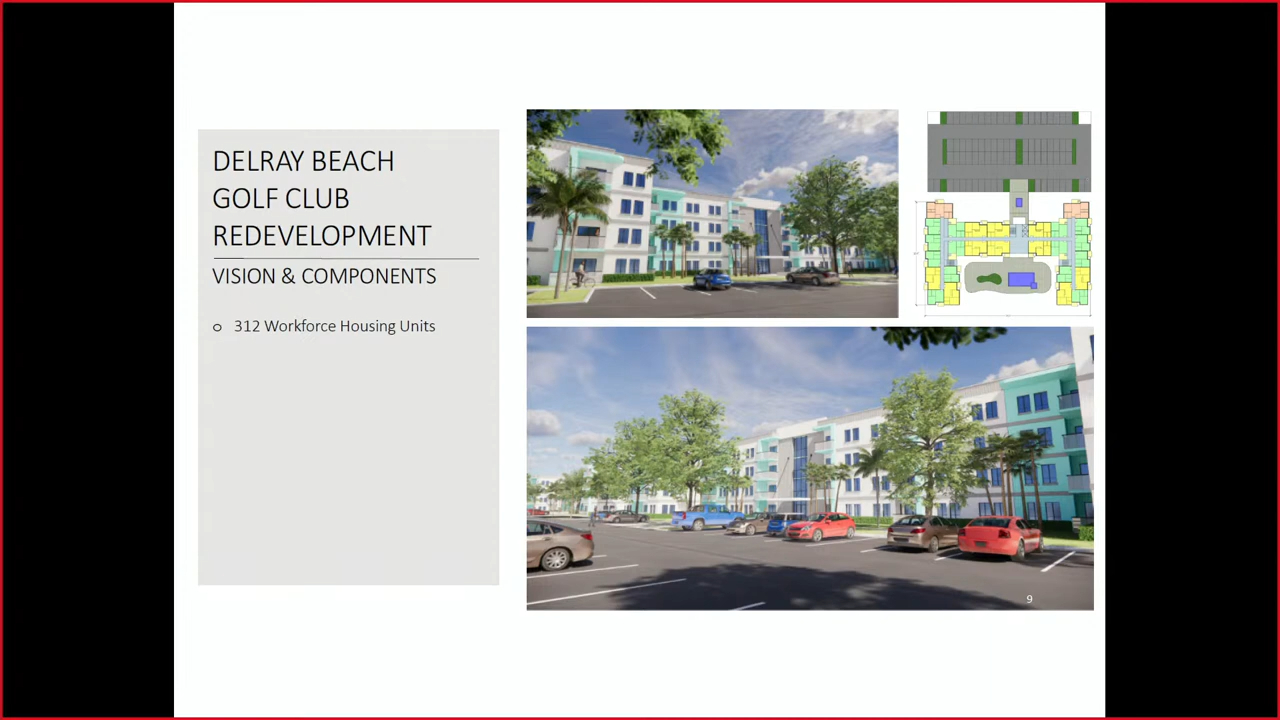 DELRAY BEACH
GOLF CLUB
REDEVELOPMENT
VISION & COMPONENTS
o 312 Workforce Housing Units
9